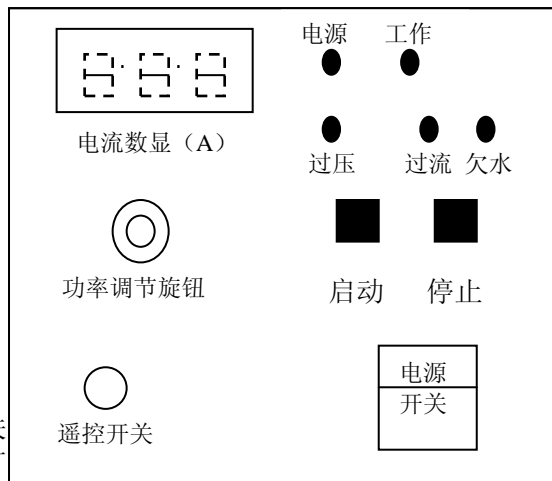 电源 工作
电流数显（A）
过压 过流 欠水
功率调节旋钮
启动 停止
电源
开关
遥控开关